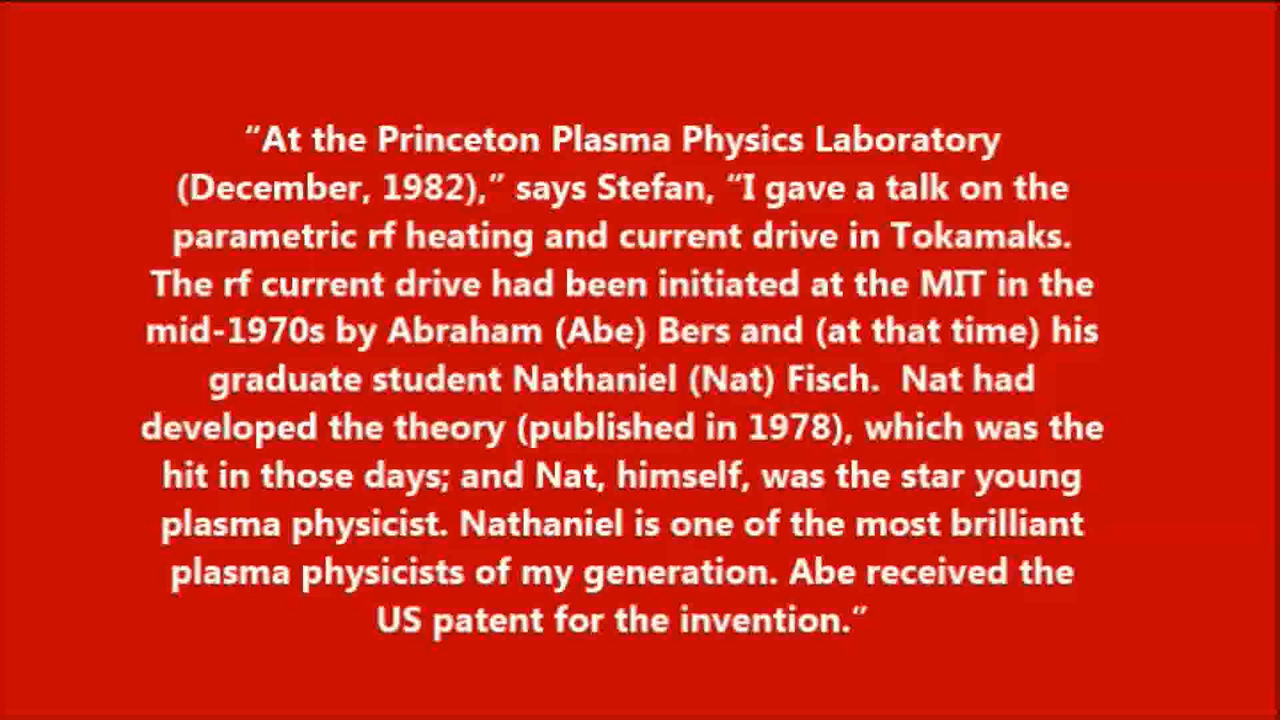 “At the Princeton Plasma Physics Laboratory
(December, 1982),” says Stefan, “I gave a talk on the
parametric rf heating and current drive in Tokamaks.
The rf current drive had been initiated at the MIT in the
mid-1970s by Abraham (Abe) Bers and (at that time) his
graduate student Nathaniel (Nat) Fisch.  Nat had
developed the theory (published in 1978), which was the
hit in those days; and Nat, himself, was the star young
plasma physicist. Nathaniel is one of the most brilliant
plasma physicists of my generation. Abe received the
US patent for the invention.”